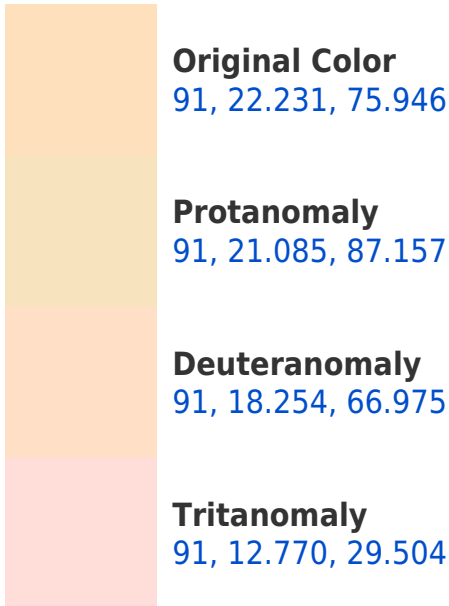 Original Color
91, 22.231, 75.946
Protanomaly
91, 21.085, 87.157
Deuteranomaly
91, 18.254, 66.975
Tritanomaly
91, 12.770, 29.504